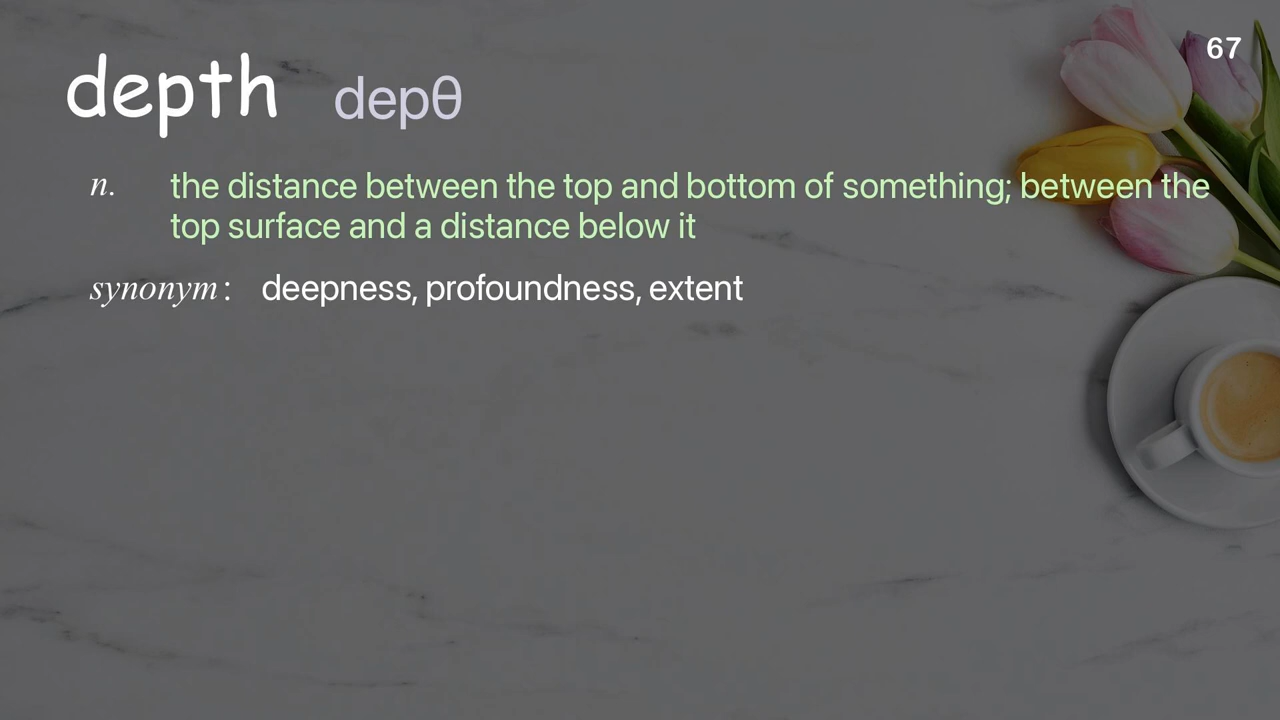 67
depth depθ
n. the distance between the top and bottom of something; between the
top surface and a distance below it
synonym: deepness, profoundness, extent